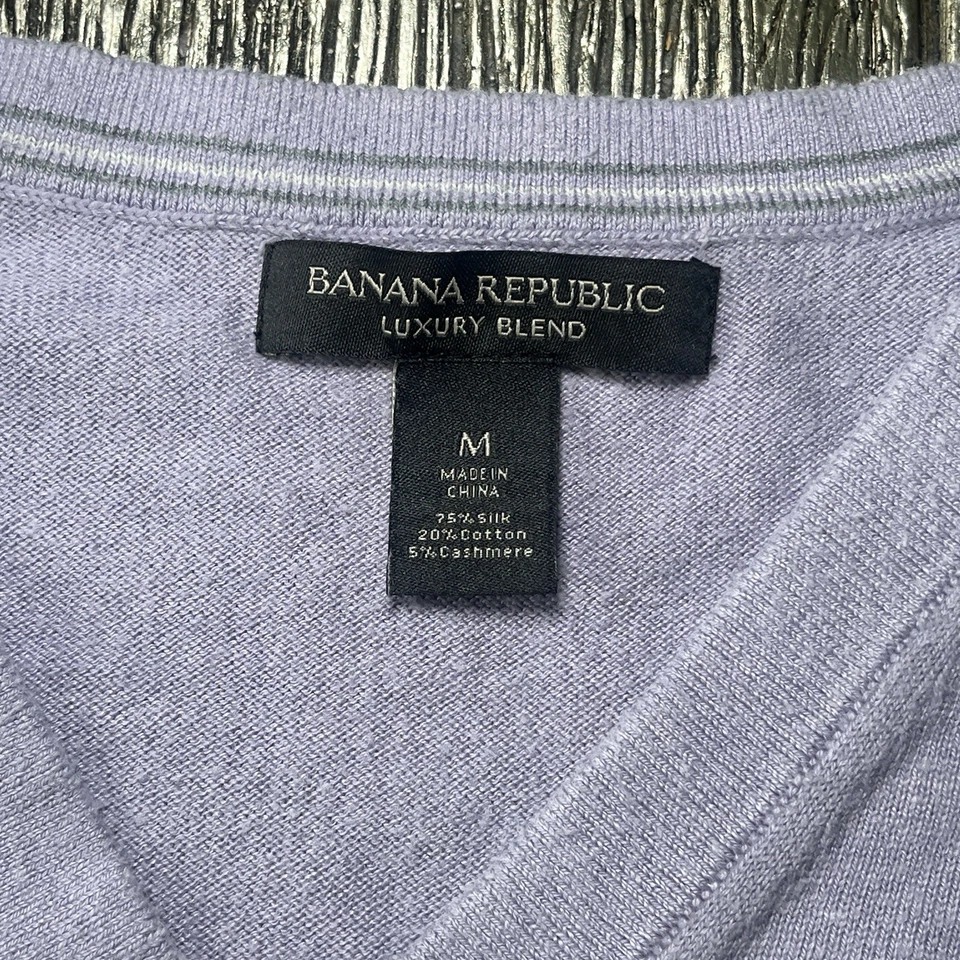 BANANA REPUBLIC
LUXURY BLEND
M
MADE IN
CHINA
75% Silk
20% Cotton
5% Cashmere